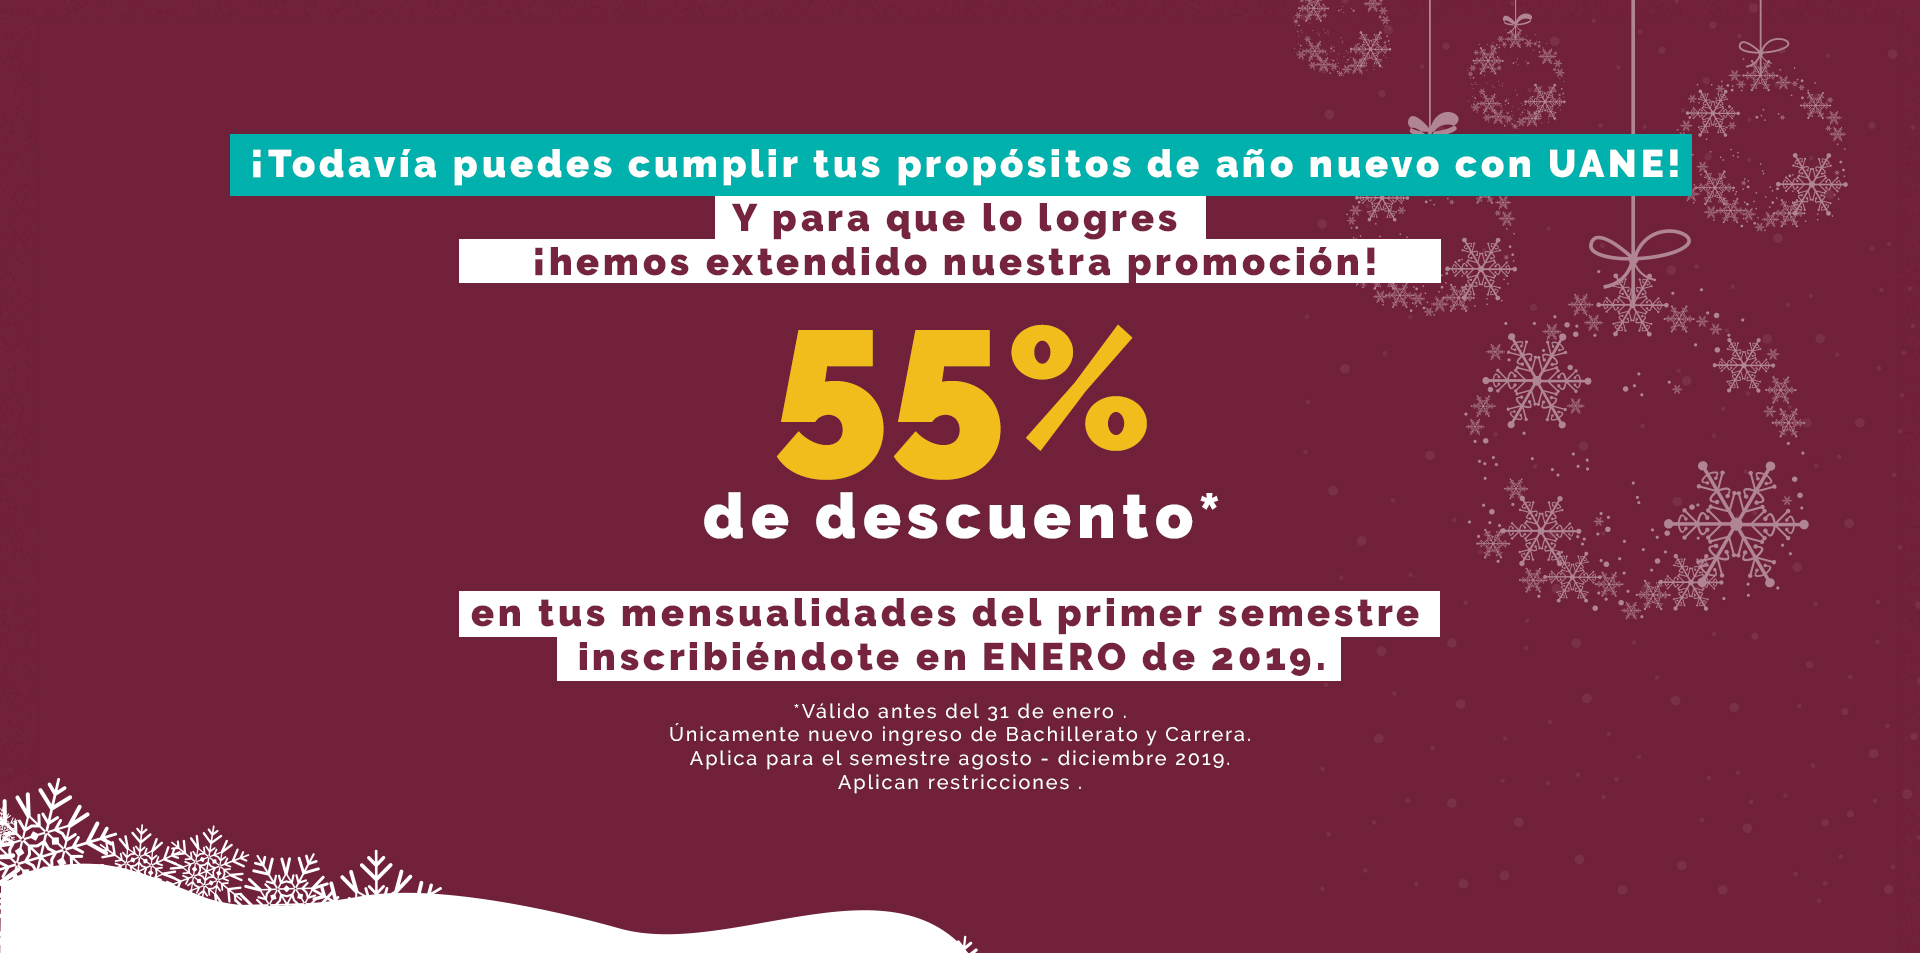 ¡Todavía puedes cumplir tus propósitos de año nuevo con UANE!
Y para que lo logres
¡hemos extendido nuestra promoción!
55%
de descuento*
en tus mensualidades del primer semestre
inscribiéndote en ENERO de 2019.
*Válido antes del 31 de enero .
Únicamente nuevo ingreso de Bachillerato y Carrera.
Aplica para el semestre agosto - diciembre 2019.
Aplican restricciones .